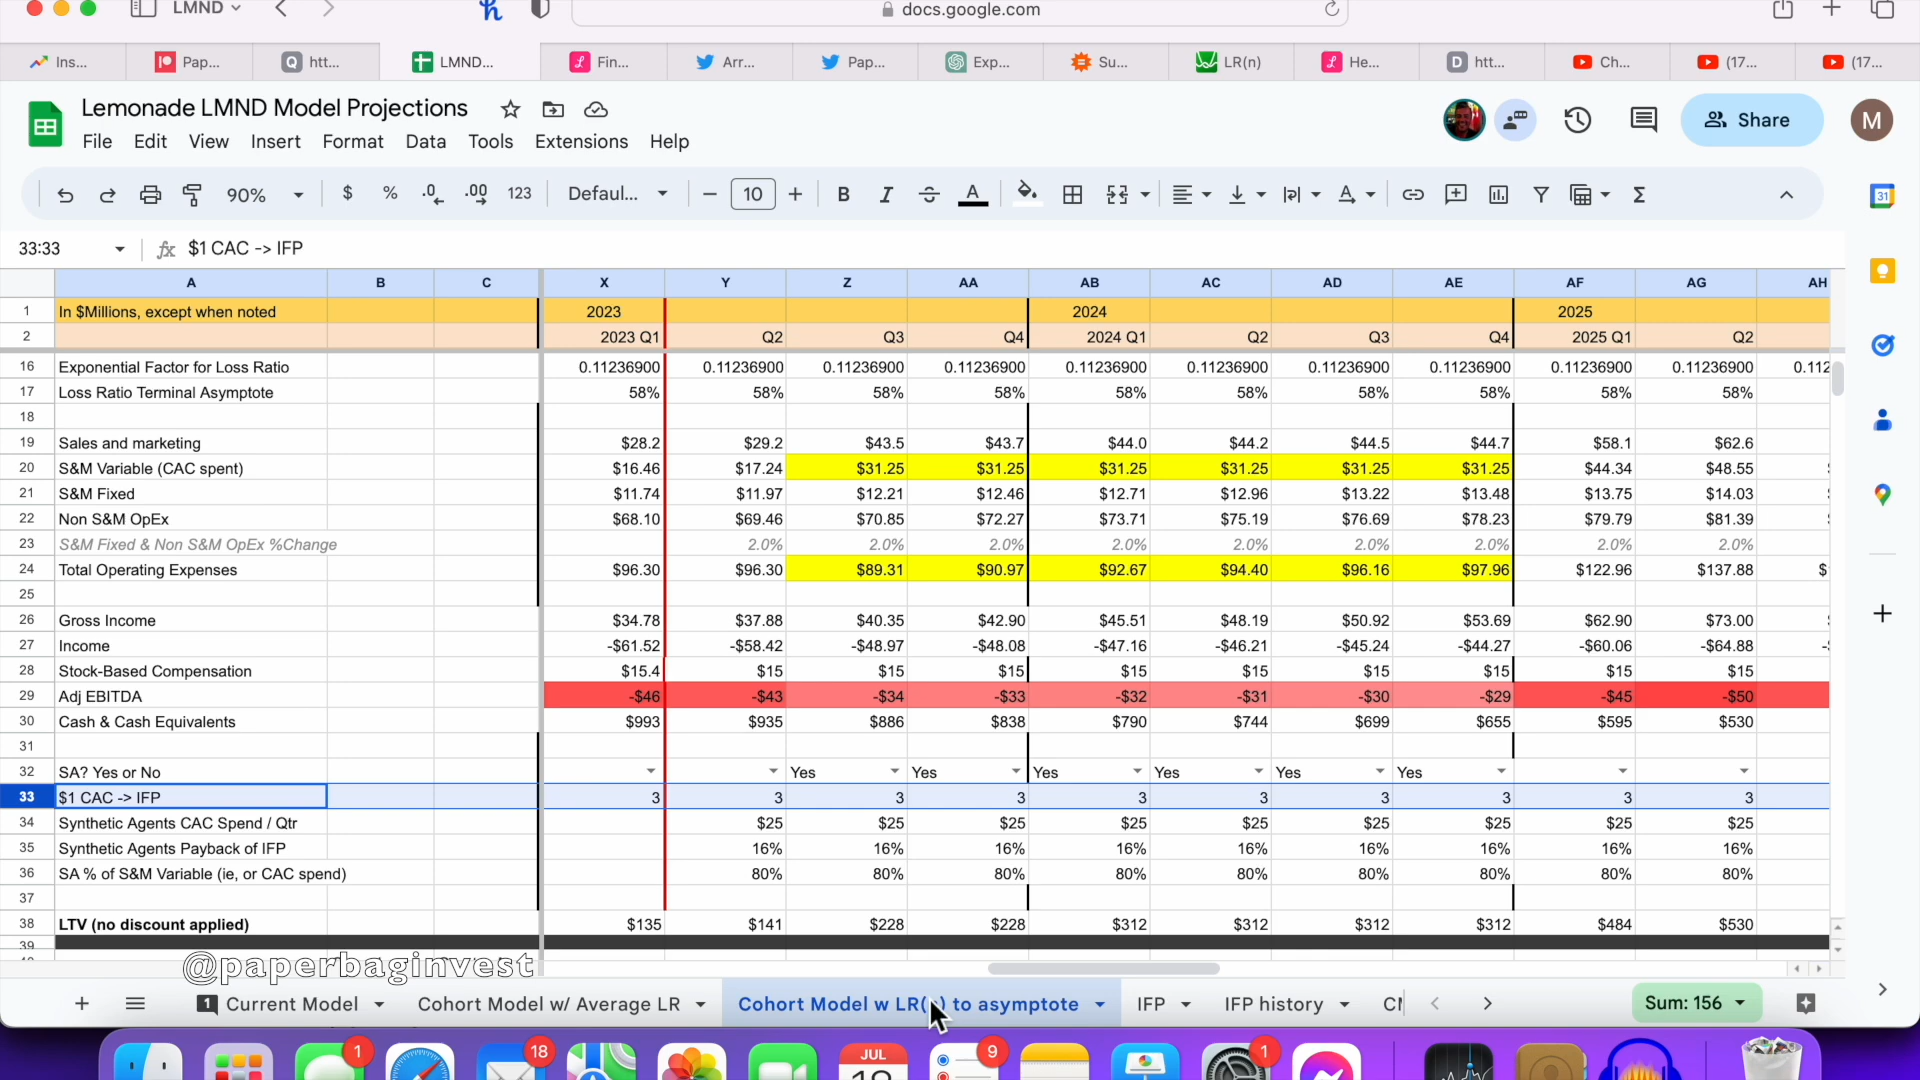 LMND
docs.google.com
Ins... Pap... htt... LMND... Fin... Arr... Pap... Exp... Su... LR(n) He... htt... Ch... (17... (17...
Lemonade LMND Model Projections
Share M
File Edit View Insert Format Data Tools Extensions Help
90% $ % .0 .00 123 Defaul... 10 B I A
33:33 fx $1 CAC -> IFP
A B C X Y Z AA AB AC AD AE AF AG AH
1 In $Millions, except when noted 2023 2024 2025
2 2023 Q1 Q2 Q3 Q4 2024 Q1 Q2 Q3 Q4 2025 Q1 Q2
16 Exponential Factor for Loss Ratio 0.11236900 0.11236900 0.11236900 0.11236900 0.11236900 0.11236900 0.11236900 0.11236900 0.11236900 0.11236900 0.112
17 Loss Ratio Terminal Asymptote 58% 58% 58% 58% 58% 58% 58% 58% 58% 58%
18
19 Sales and marketing $28.2 $29.2 $43.5 $43.7 $44.0 $44.2 $44.5 $44.7 $58.1 $62.6
20 S&M Variable (CAC spent) $16.46 $17.24 $31.25 $31.25 $31.25 $31.25 $31.25 $31.25 $44.34 $48.55
21 S&M Fixed $11.74 $11.97 $12.21 $12.46 $12.71 $12.96 $13.22 $13.48 $13.75 $14.03
22 Non S&M OpEx $68.10 $69.46 $70.85 $72.27 $73.71 $75.19 $76.69 $78.23 $79.79 $81.39
23 S&M Fixed & Non S&M OpEx %Change 2.0% 2.0% 2.0% 2.0% 2.0% 2.0% 2.0% 2.0% 2.0%
24 Total Operating Expenses $96.30 $96.30 $89.31 $90.97 $92.67 $94.40 $96.16 $97.96 $122.96 $137.88 $
25
26 Gross Income $34.78 $37.88 $40.35 $42.90 $45.51 $48.19 $50.92 $53.69 $62.90 $73.00
27 Income -$61.52 -$58.42 -$48.97 -$48.08 -$47.16 -$46.21 -$45.24 -$44.27 -$60.06 -$64.88
28 Stock-Based Compensation $15.4 $15 $15 $15 $15 $15 $15 $15 $15 $15
29 Adj EBITDA -$46 -$43 -$34 -$33 -$32 -$31 -$30 -$29 -$45 -$50
30 Cash & Cash Equivalents $993 $935 $886 $838 $790 $744 $699 $655 $595 $530
31
32 SA? Yes or No Yes Yes Yes Yes Yes Yes
33 $1 CAC -> IFP 3 3 3 3 3 3 3 3 3 3
34 Synthetic Agents CAC Spend / Qtr $25 $25 $25 $25 $25 $25 $25 $25 $25
35 Synthetic Agents Payback of IFP 16% 16% 16% 16% 16% 16% 16% 16% 16%
36 SA % of S&M Variable (ie, or CAC spend) 80% 80% 80% 80% 80% 80% 80% 80% 80%
37
38 LTV (no discount applied) $135 $141 $228 $228 $312 $312 $312 $312 $484 $530
39
@paperbaginvest
1 Current Model Cohort Model w/ Average LR Cohort Model w LR( ) to asymptote IFP IFP history Sum: 156
1 18 JUL 9 1